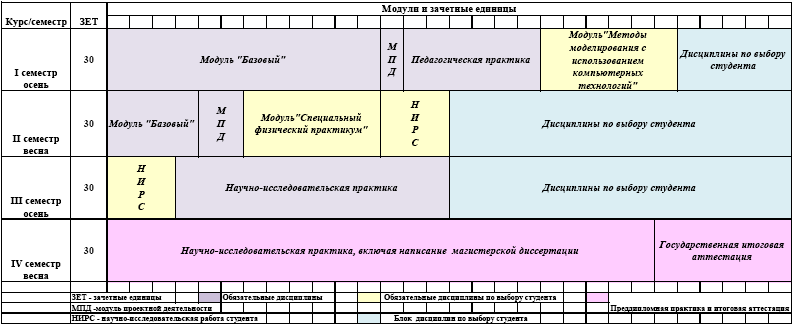 Модули и зачетные единицы
Курс/семестр ЗЕТ
I семестр
осень
30
Модуль "Базовый"
М
П
Д
Педагогическая практика
Модуль"Методы
моделирования с
использованием
компьютерных
технологий"
Дисциплины по выбору
студента
II семестр
весна
30
Модуль "Базовый"
М
П
Д
Модуль"Специальный
физический практикум"
Н
И
Р
С
Дисциплины по выбору студента
III семестр
осень
30
Н
И
Р
С
Научно-исследовательская практика
Дисциплины по выбору студента
IV семестр
весна
30
Научно-исследовательская практика, включая написание магистерской диссертации
Государственная итоговая
аттестация
ЗЕТ - зачетные единицы Обязательные дисциплины Обязательные дисциплины по выбору студента
МПД -модуль проектной деятельности Преддипломная практика и итоговая аттестация
НИРС - научно-исследовательская работа студента Блок дисциплин по выбору студента